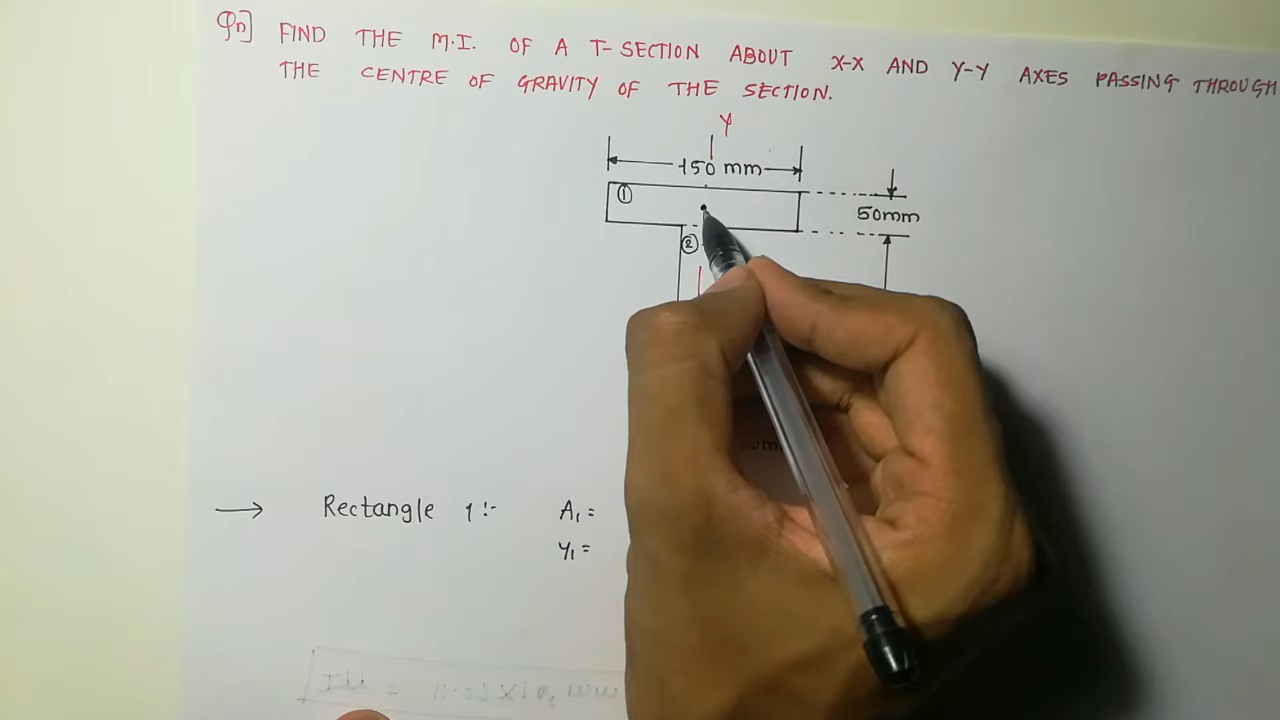 Qn] FIND THE M.I. OF A T-SECTION ABOUT X-X AND Y-Y AXES PASSING THROUGH
THE CENTRE OF GRAVITY OF THE SECTION.
Y
150 mm
①
50mm
②
→ Rectangle 1:- A₁ =
Y₁ =